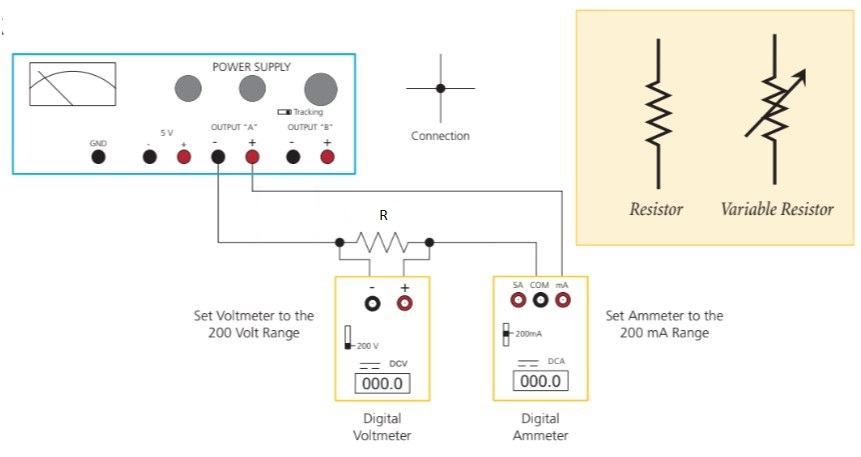 POWER SUPPLY
Tracking
5 V
OUTPUT "A"
OUTPUT "B"
GND
- + - + - +
Connection
Resistor
Variable Resistor
R
- +
5A COM mA
Set Voltmeter to the
200 Volt Range
200 V
DCV
000.0
200mA
DCA
000.0
Set Ammeter to the
200 mA Range
Digital
Voltmeter
Digital
Ammeter